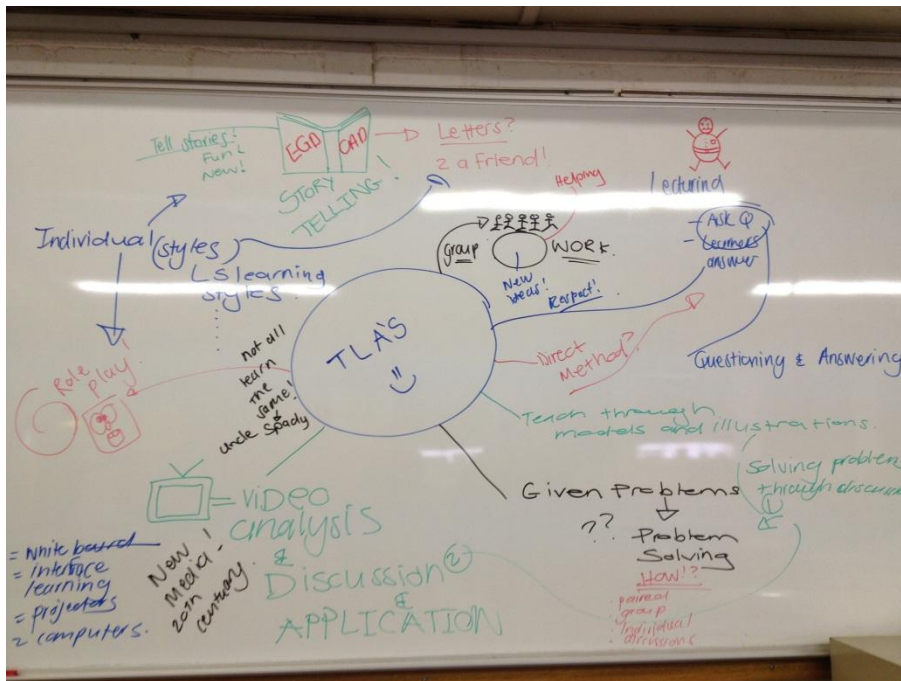 Tell stories!
Fun!
New!
EGD CAD
STORY
TELLING!
Letters?
2 a friend!
Helping
group
WORK
New
Ideas!
Respect!
Lecturing
- Ask Q
- Learners
answer
Questioning & Answering
Individual (styles)
LS learning
styles
TLA'S
not all
learn
the
same!
uncle Spady
Role
play!
Direct
Method?
Teach through
models and illustrations.
Solving problem
through
Given Problems
??
Problem
Solving
HOW!?
paired
group
individual
discussions
= video
analysis
&
Discussion 2
&
APPLICATION
New!
Media -
20th
century.
= White board
= interface
learning
= projectors
= computers.